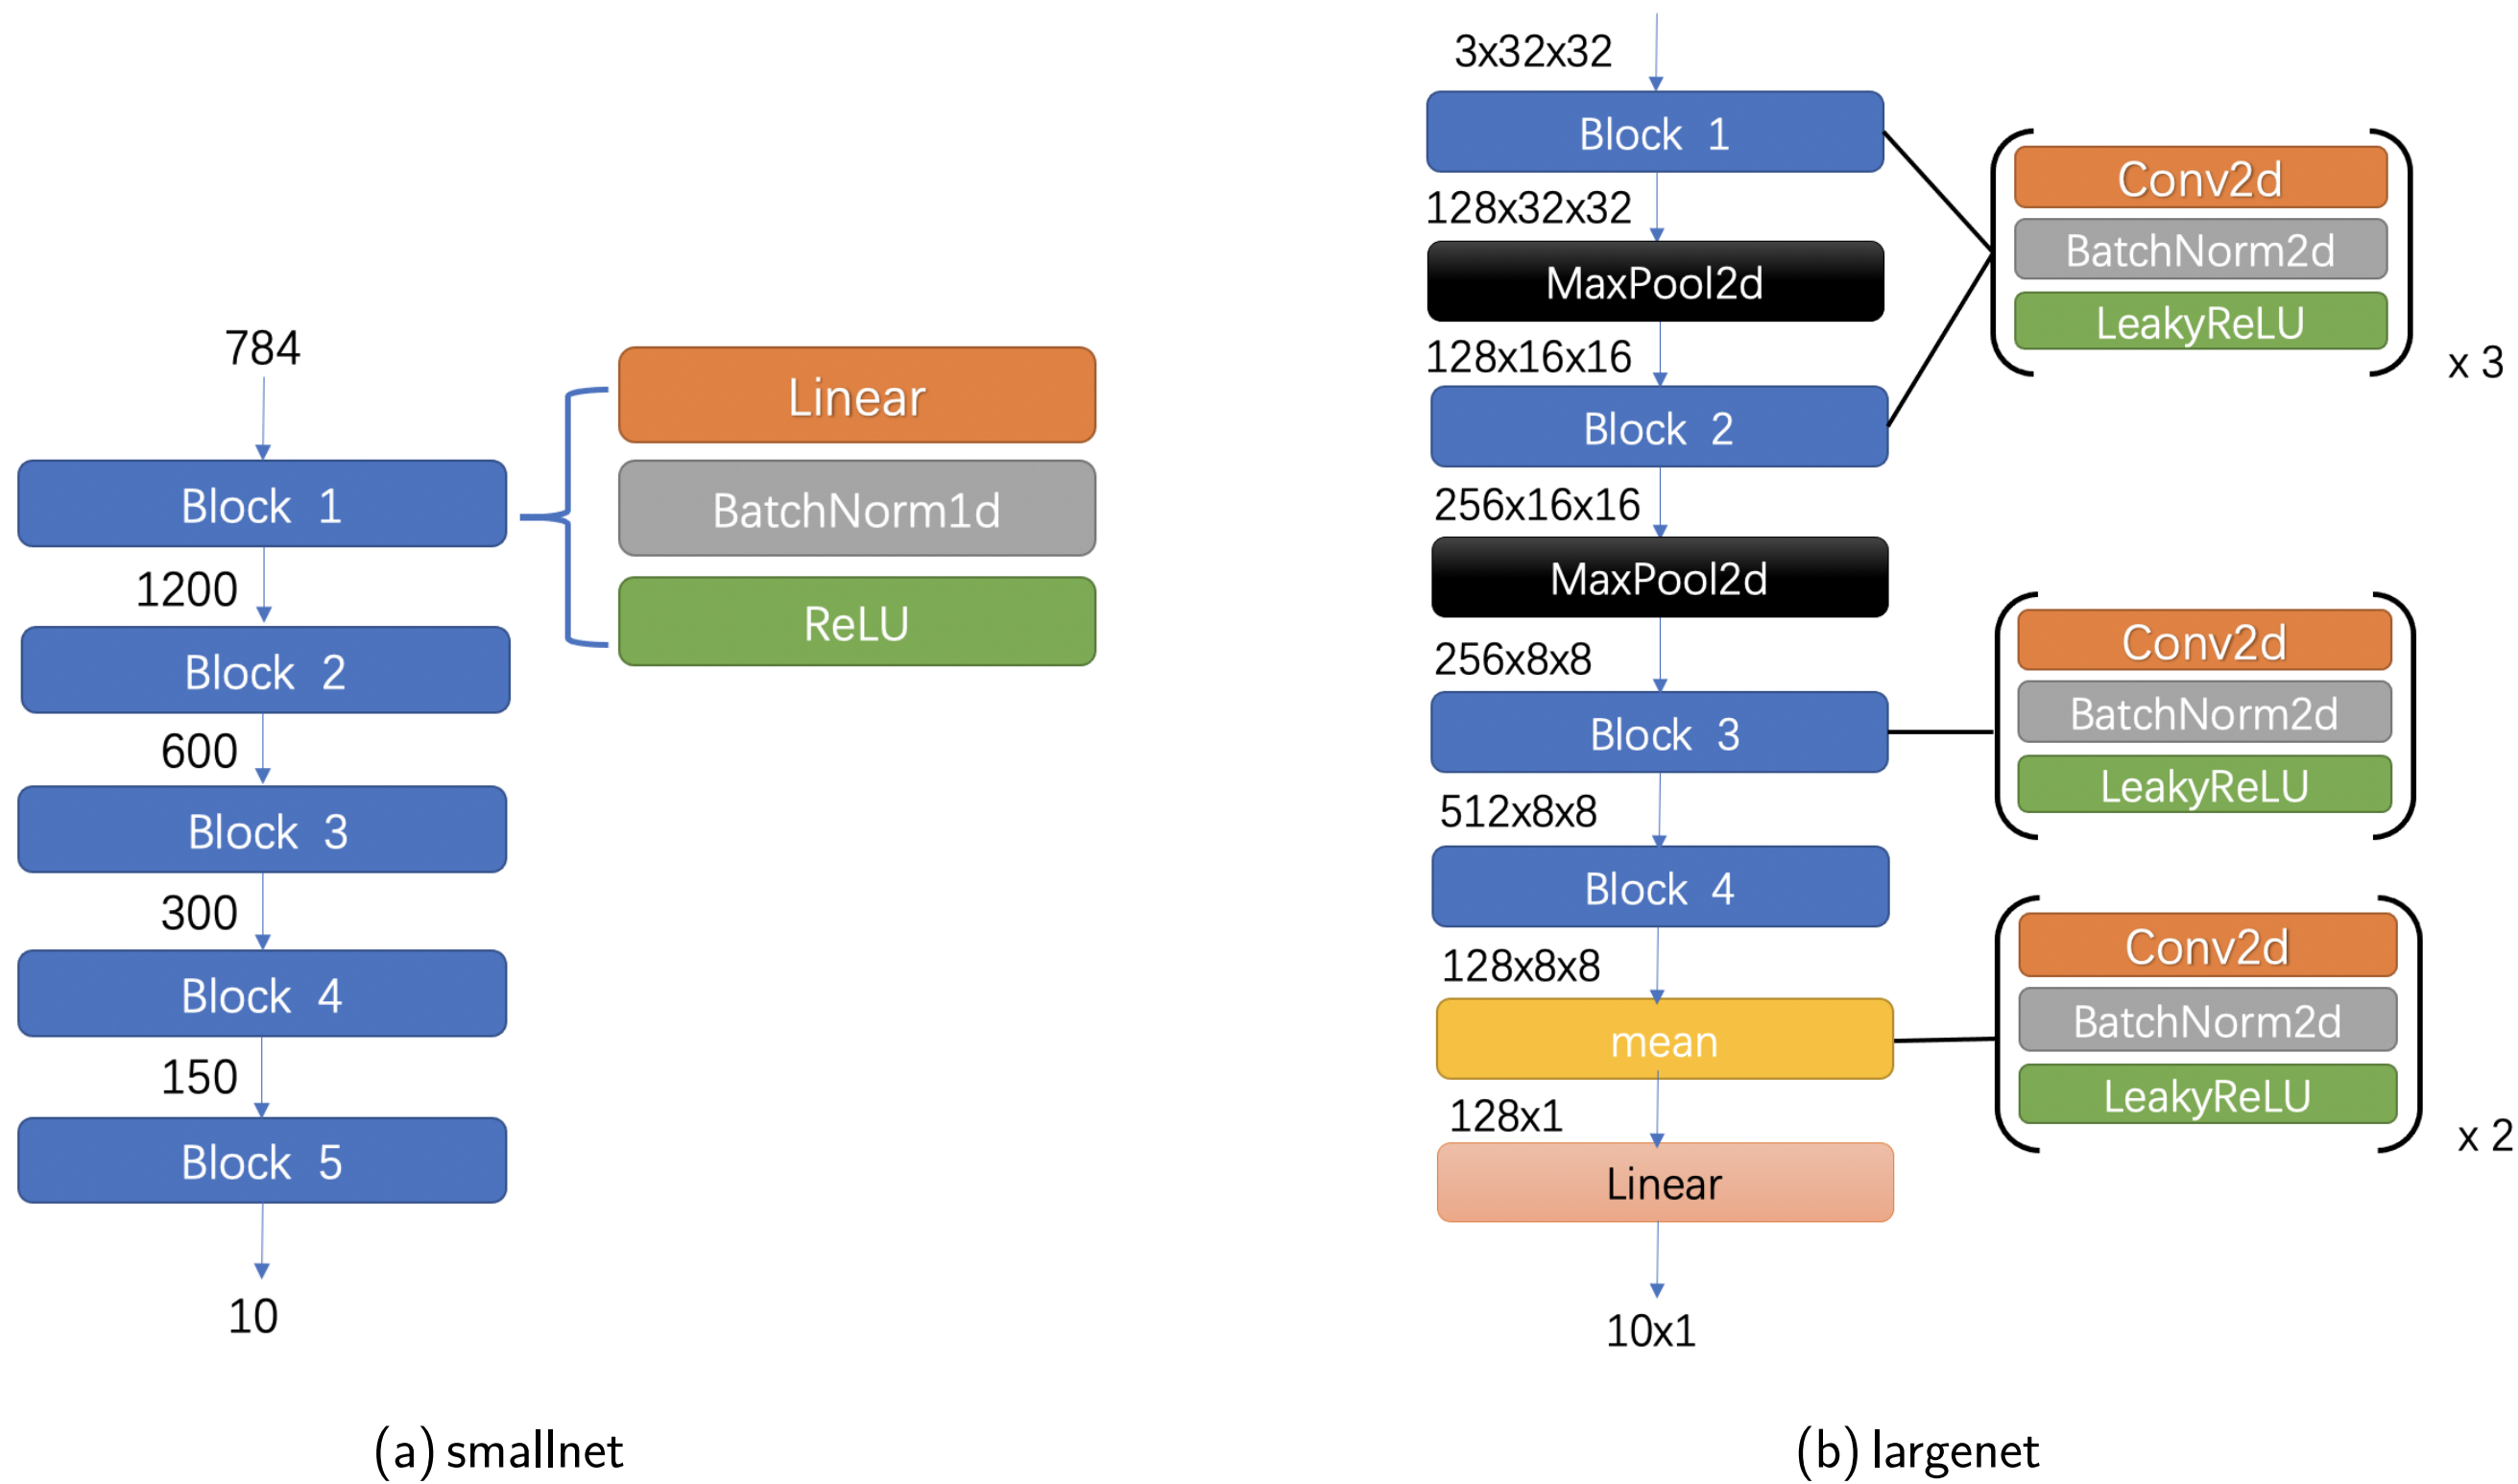 784
Block 1
1200
Block 2
600
Block 3
300
Block 4
150
Block 5
10
Linear
BatchNorm1d
ReLU
(a) smallnet
3x32x32
Block 1
128x32x32
MaxPool2d
128x16x16
Block 2
256x16x16
MaxPool2d
256x8x8
Block 3
512x8x8
Block 4
128x8x8
mean
128x1
Linear
10x1
Conv2d
BatchNorm2d
LeakyReLU
x 3
Conv2d
BatchNorm2d
LeakyReLU
Conv2d
BatchNorm2d
LeakyReLU
x 2
(b) largenet